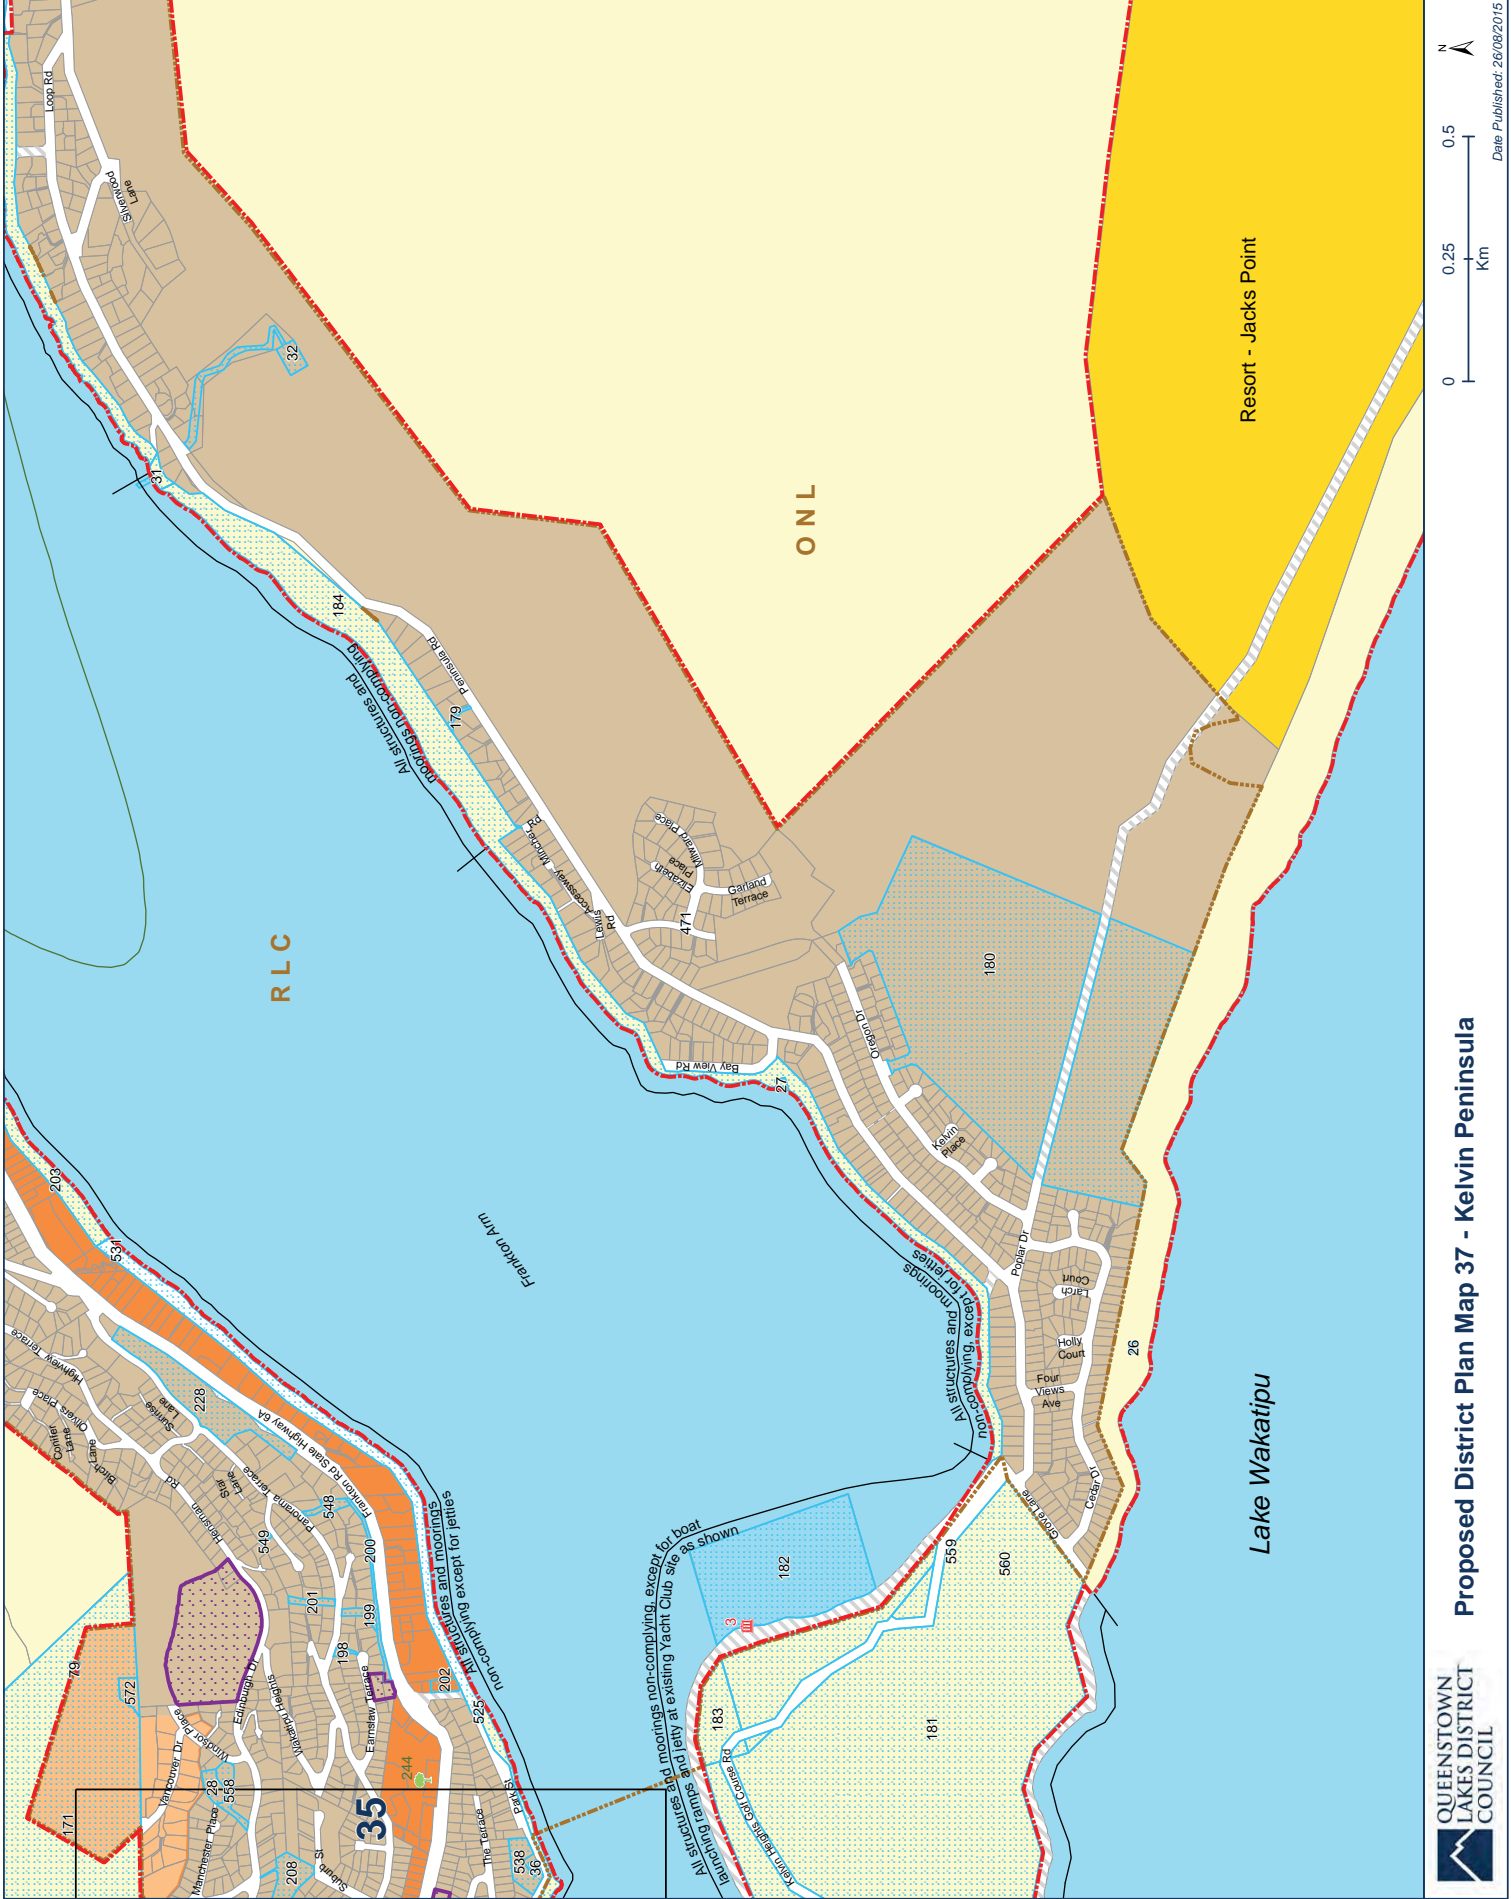 Loop Rd
Silverwood
Lane
32
31
184
All structures and
moorings non-complying
Peninsula Rd
179
Mincher Rd
Accessway
Lewis
Rd
Milward Place
Elizabeth
Place
Garland
Terrace
471
O N L
R L C
Resort - Jacks Point
180
Oregon Dr
Bay View Rd
27
Kelvin
Place
Poplar Dr
Larch
Court
Holly
Court
Four
Views
Ave
Cedar Dr
Grove Lane
26
All structures and moorings
non-complying, except for jetties
Frankton Arm
Lake Wakatipu
203
531
Highview Terrace
Olivers Place
Conifer
Lane
Birch
Lane
Sunrise
Lane
228
Frankton Rd State Highway 6A
Hensman Rd
Star
Lane
Panorama Terrace
548
549
200
201
199
198
Earnslaw Terrace
202
525
All structures and moorings
non-complying except for jetties
79
572
171
Windsor Place
Edinburgh Dr
Wakatipu Heights
Vancouver Dr
28
558
Manchester Place
208
Suburb St
35
244
The Terrace
Park St
538
36
All structures and moorings non-complying, except for boat
launching ramps and jetty at existing Yacht Club site as shown
182
3
183
559
560
181
Kelvin Heights Golf Course Rd
QUEENSTOWN
LAKES DISTRICT
COUNCIL
Proposed District Plan Map 37 - Kelvin Peninsula
0 0.25 0.5
Km
N
Date Published: 26/08/2015